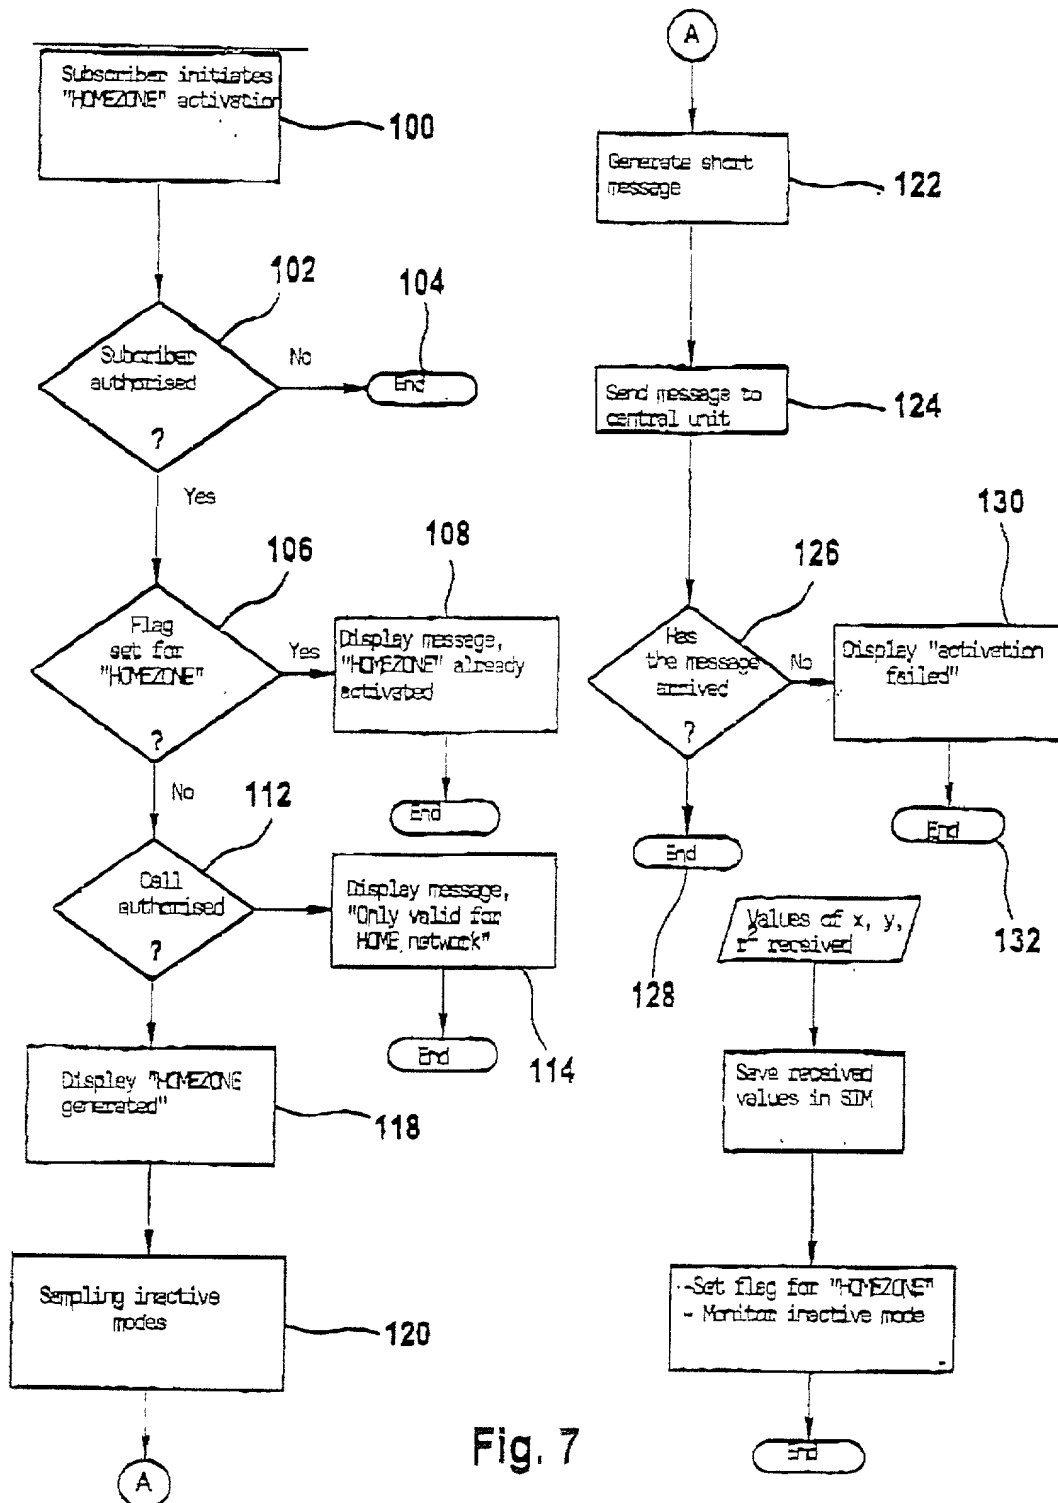 Subscriber initiates
"HOMEZONE" activation
100
102
Subcriber
authorised
?
No
104
End
Yes
106
Flag
set for
"HOMEZONE"
?
Yes
108
Display message,
"HOMEZONE" already
activated
End
No
112
Call
authorised
?
Display message,
"Only valid for
HOME network"
114
End
Display "HOMEZONE
generated"
118
Sampling inactive
modes
120
A
A
Generate short
message
122
Send message to
central unit
124
126
Has
the message
arrived
?
No
130
Display "activation
failed"
End
132
End
128
Values of x, y,
r² received
Save received
values in SIM
-Set flag for "HOMEZONE"
- Monitor inactive mode
End
Fig. 7